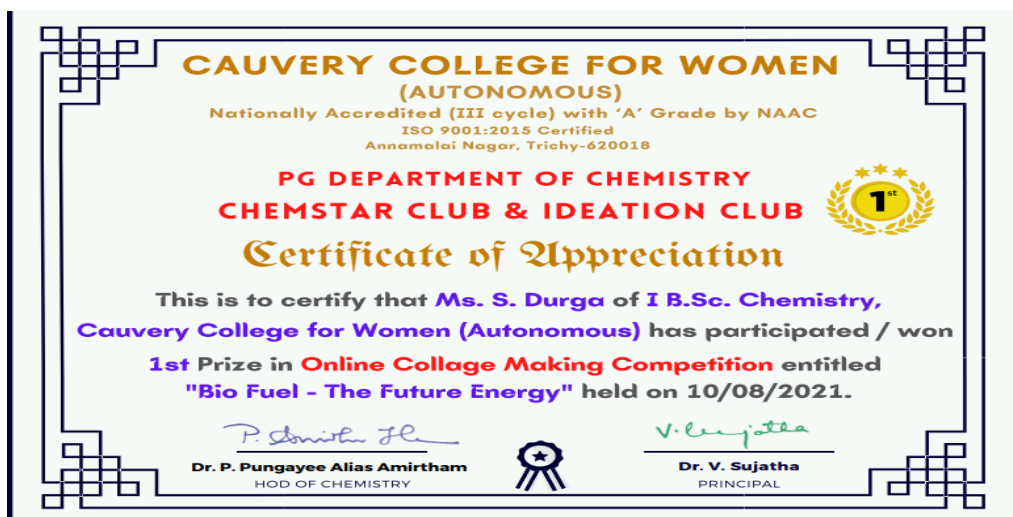 CAUVERY COLLEGE FOR WOMEN
(AUTONOMOUS)
Nationally Accredited (III cycle) with ‘A’ Grade by NAAC
ISO 9001:2015 Certified
Annamalai Nagar, Trichy-620018
PG DEPARTMENT OF CHEMISTRY
CHEMSTAR CLUB & IDEATION CLUB
1st
Certificate of Appreciation
This is to certify that Ms. S. Durga of I B.Sc. Chemistry,
Cauvery College for Women (Autonomous) has participated / won
1st Prize in Online Collage Making Competition entitled
"Bio Fuel - The Future Energy" held on 10/08/2021.
V. Sujatha
Dr. P. Pungayee Alias Amirtham
HOD OF CHEMISTRY
Dr. V. Sujatha
PRINCIPAL